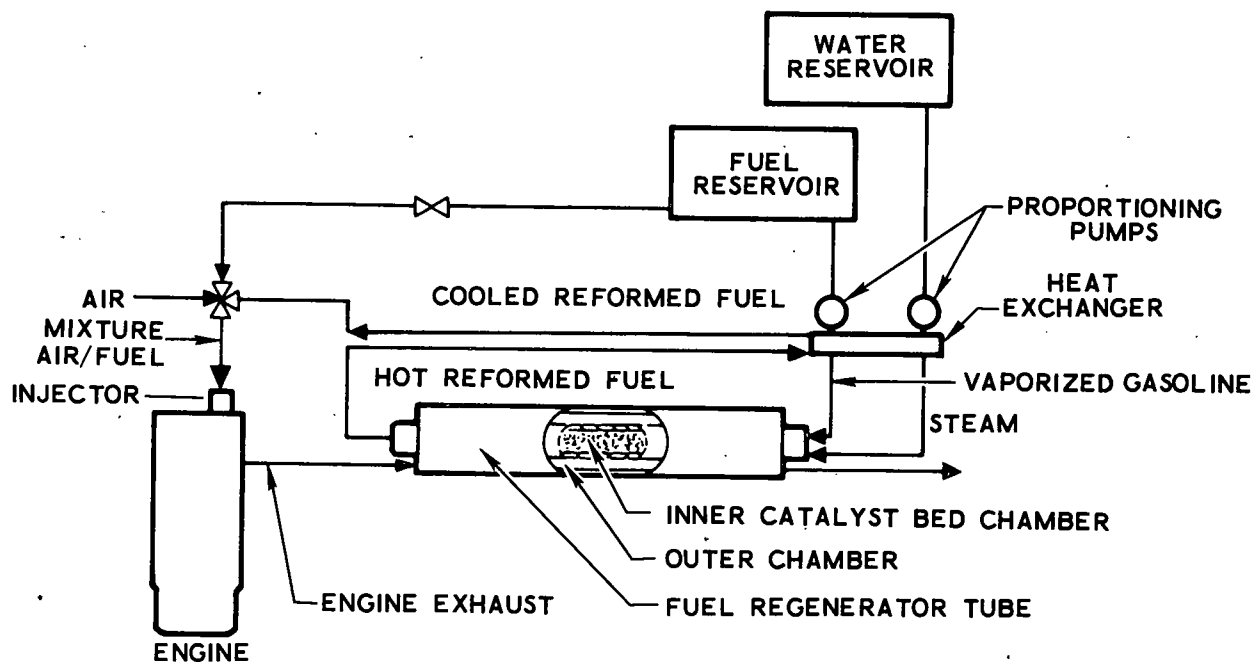 WATER
RESERVOIR
FUEL
RESERVOIR
PROPORTIONING
PUMPS
HEAT
EXCHANGER
AIR
COOLED REFORMED FUEL
MIXTURE
AIR/FUEL
HOT REFORMED FUEL
VAPORIZED GASOLINE
INJECTOR
STEAM
INNER CATALYST BED CHAMBER
OUTER CHAMBER
ENGINE EXHAUST
FUEL REGENERATOR TUBE
ENGINE